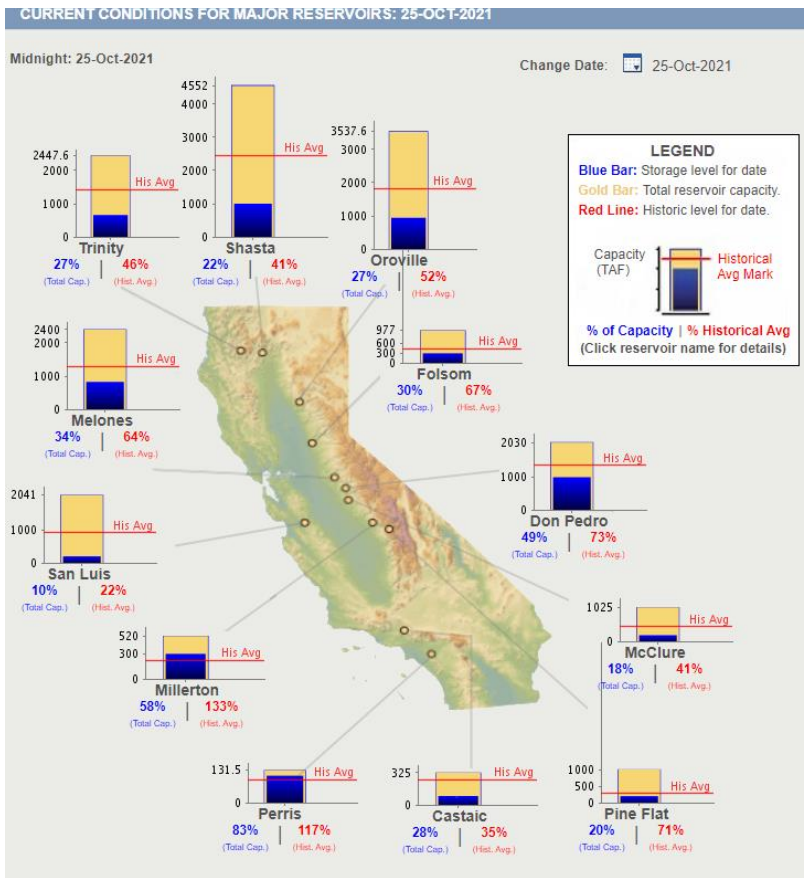 CURRENT CONDITIONS FOR MAJOR RESERVOIRS: 25-OCT-2021
Midnight: 25-Oct-2021
Change Date: 25-Oct-2021
4552
4000
3000
2000
1000
0
His Avg
Shasta
22% | 41%
(Total Cap.) (Hist. Avg.)
2447.6
2000
1000
0
His Avg
Trinity
27% | 46%
(Total Cap.) (Hist. Avg.)
3537.6
3000
2000
1000
0
His Avg
Oroville
27% | 52%
(Total Cap.) (Hist. Avg.)
LEGEND
Blue Bar: Storage level for date
Gold Bar: Total reservoir capacity.
Red Line: Historic level for date.
Capacity
(TAF)
Historical
Avg Mark
% of Capacity | % Historical Avg
(Click reservoir name for details)
2400
2000
1000
0
His Avg
Melones
34% | 64%
(Total Cap.) (Hist. Avg.)
977
600
300
0
His Avg
Folsom
30% | 67%
(Total Cap.) (Hist. Avg.)
2030
1000
0
His Avg
Don Pedro
49% | 73%
(Total Cap.) (Hist. Avg.)
2041
1000
0
His Avg
San Luis
10% | 22%
(Total Cap.) (Hist. Avg.)
1025
0
His Avg
McClure
18% | 41%
(Total Cap.) (Hist. Avg.)
520
300
0
His Avg
Millerton
58% | 133%
(Total Cap.) (Hist. Avg.)
131.5
0
His Avg
Perris
83% | 117%
(Total Cap.) (Hist. Avg.)
325
0
His Avg
Castaic
28% | 35%
(Total Cap.) (Hist. Avg.)
1000
500
0
His Avg
Pine Flat
20% | 71%
(Total Cap.) (Hist. Avg.)